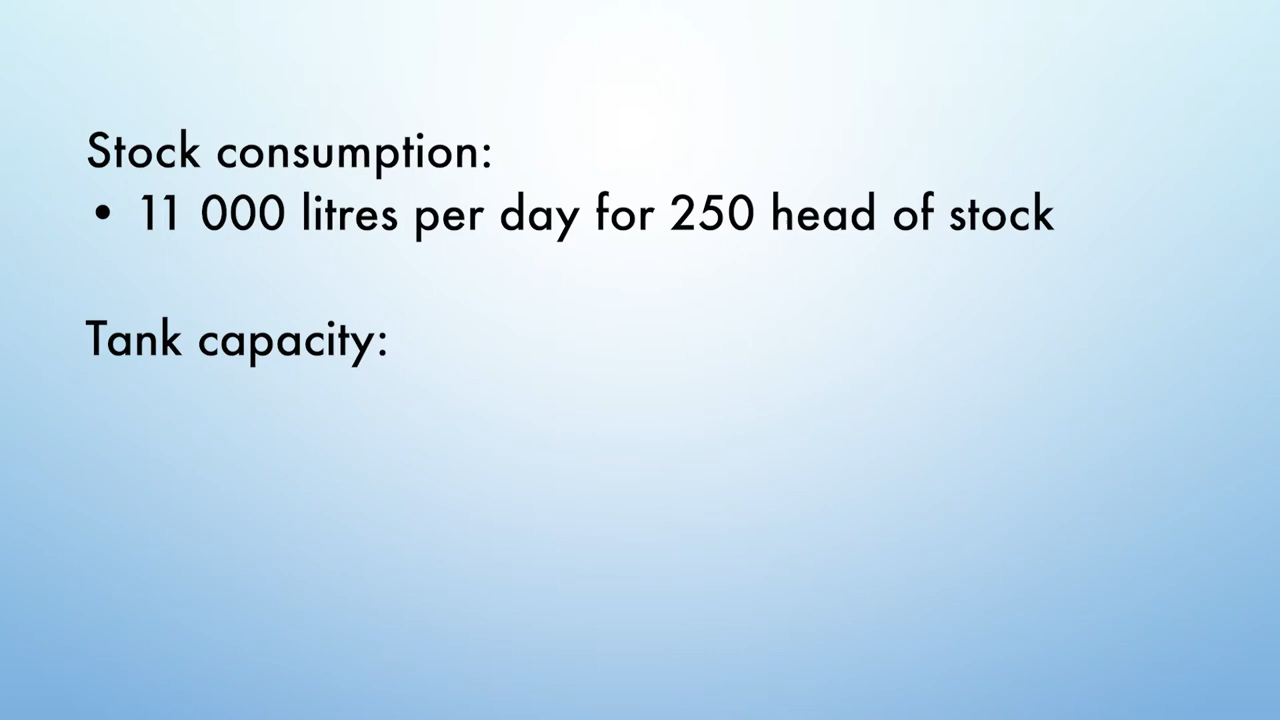 Stock consumption:
• 11 000 litres per day for 250 head of stock
Tank capacity: